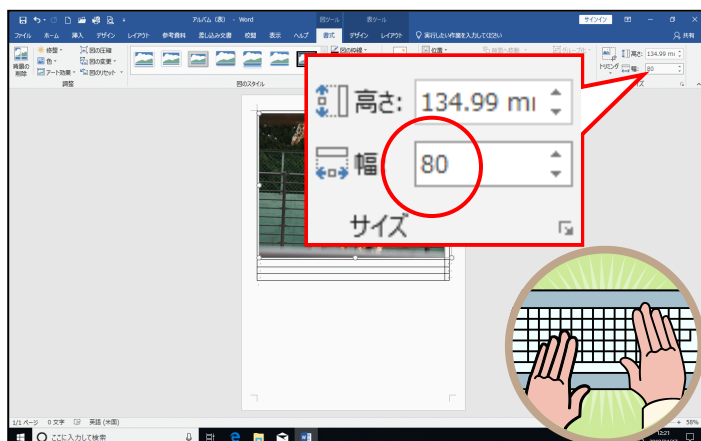 アルバム（表） - Word
図ツール
表ツール
サインイン
ファイル ホーム 挿入 デザイン レイアウト 参考資料 差し込み文書 校閲 表示 ヘルプ 書式 デザイン レイアウト 実行したい作業を入力してください 共有
背景の
削除
修整
色
アート効果
図の圧縮
図の変更
図のリセット
調整
図のスタイル
図の枠線
位置
トリミング
高さ: 134.99 mm
幅: 80
高さ: 134.99 mi
幅 80
サイズ
1/1 ページ 0 文字 英語 (米国)
58%
ここに入力して検索
12:21